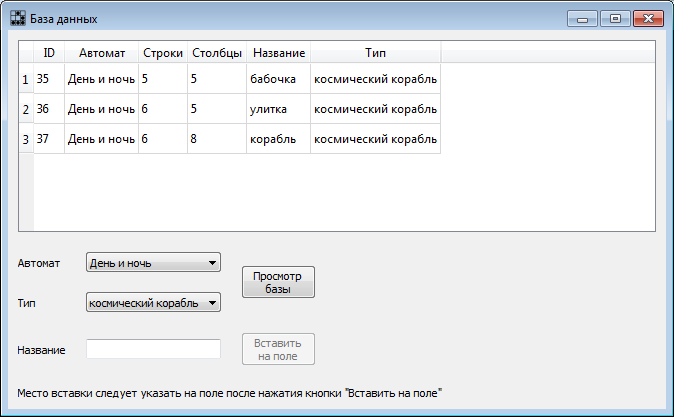 База данных
ID Автомат Строки Столбцы Название Тип
1 35 День и ночь 5 5 бабочка космический корабль
2 36 День и ночь 6 5 улитка космический корабль
3 37 День и ночь 6 8 корабль космический корабль
Автомат День и ночь
Просмотр
базы
Тип космический корабль
Название
Вставить
на поле
Место вставки следует указать на поле после нажатия кнопки "Вставить на поле"